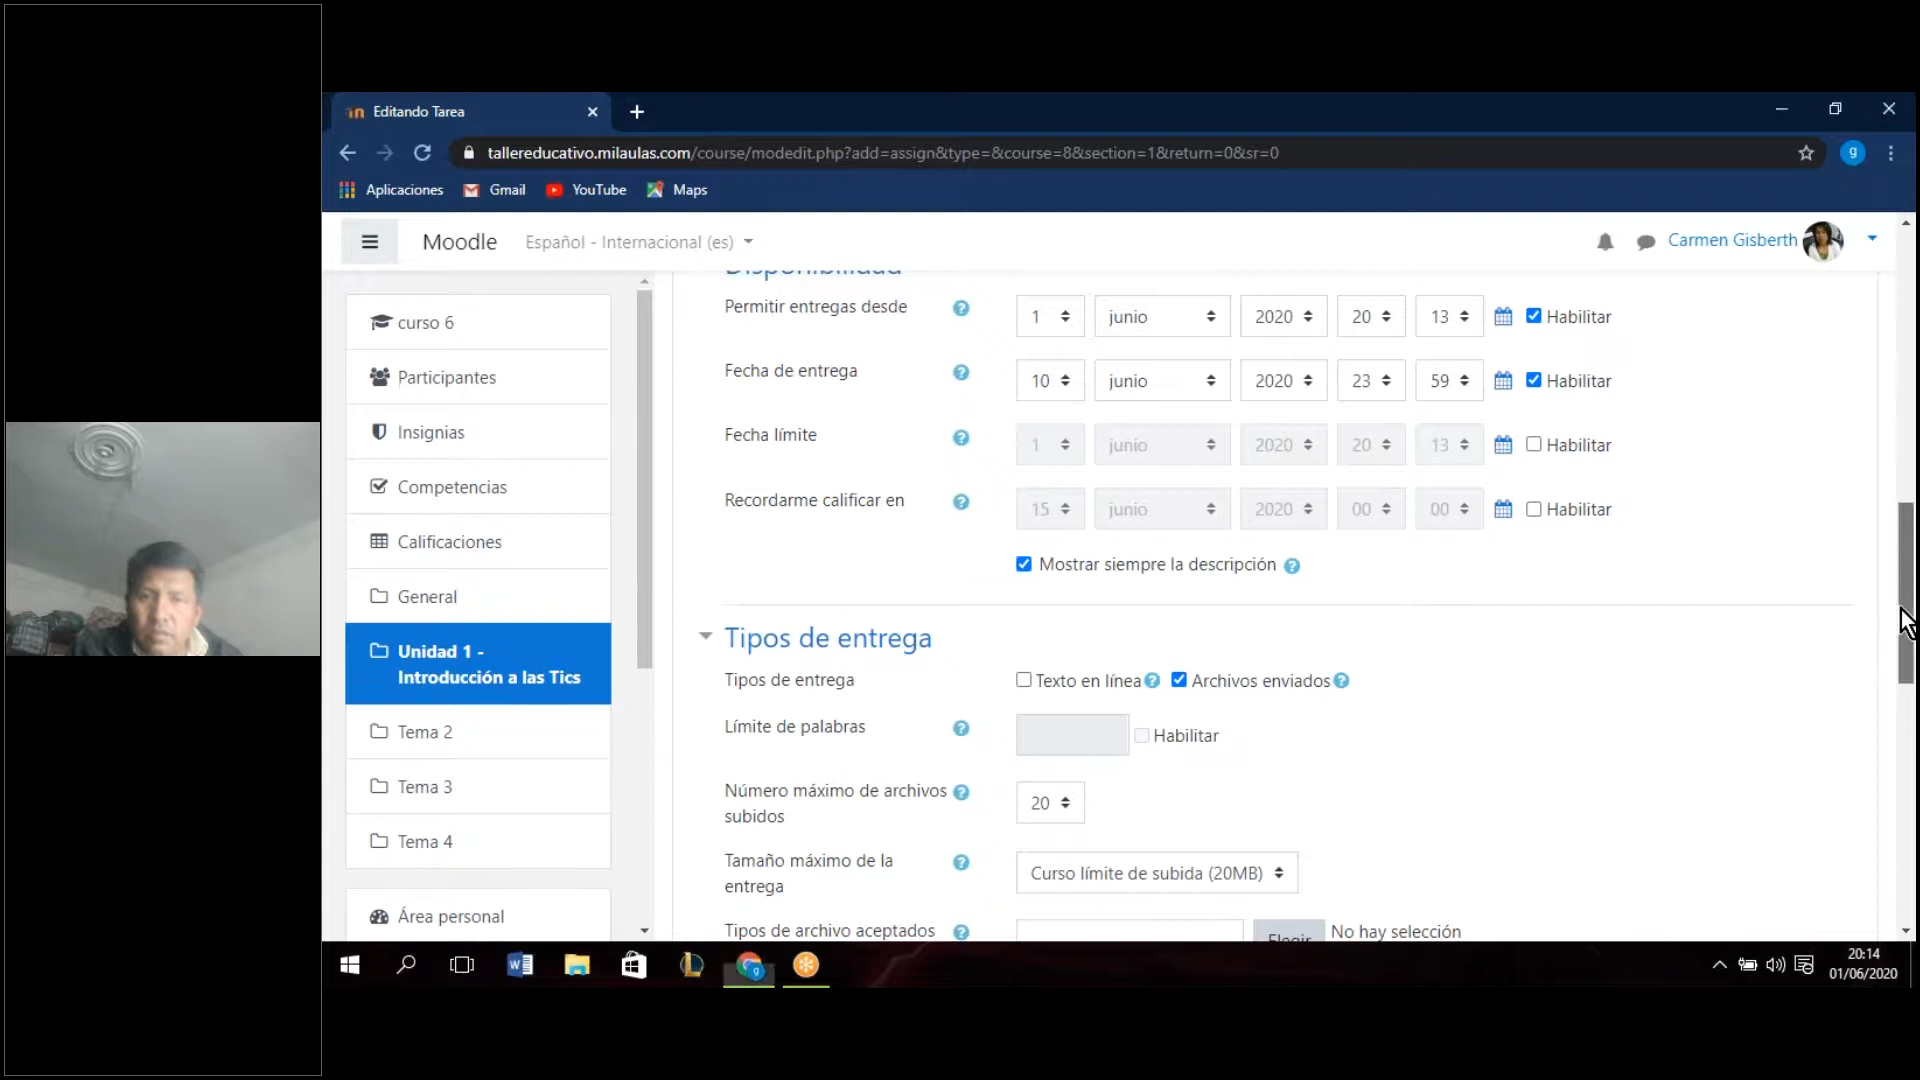 Editando Tarea
tallereducativo.milaulas.com/course/modedit.php?add=assign&type=&course=8&section=1&return=0&sr=0
g
Aplicaciones Gmail YouTube Maps
Moodle Español - Internacional (es) Carmen Gisberth
curso 6
Participantes
Insignias
Competencias
Calificaciones
General
Unidad 1 -
Introducción a las Tics
Tema 2
Tema 3
Tema 4
Área personal
Disponibilidad
Permitir entregas desde 1 junio 2020 20 13 Habilitar
Fecha de entrega 10 junio 2020 23 59 Habilitar
Fecha límite 1 junio 2020 20 13 Habilitar
Recordarme calificar en 15 junio 2020 00 00 Habilitar
Mostrar siempre la descripción
Tipos de entrega
Tipos de entrega Texto en línea Archivos enviados
Límite de palabras Habilitar
Número máximo de archivos
subidos
20
Tamaño máximo de la
entrega
Curso límite de subida (20MB)
Tipos de archivo aceptados Elegir No hay selección
20:14
01/06/2020